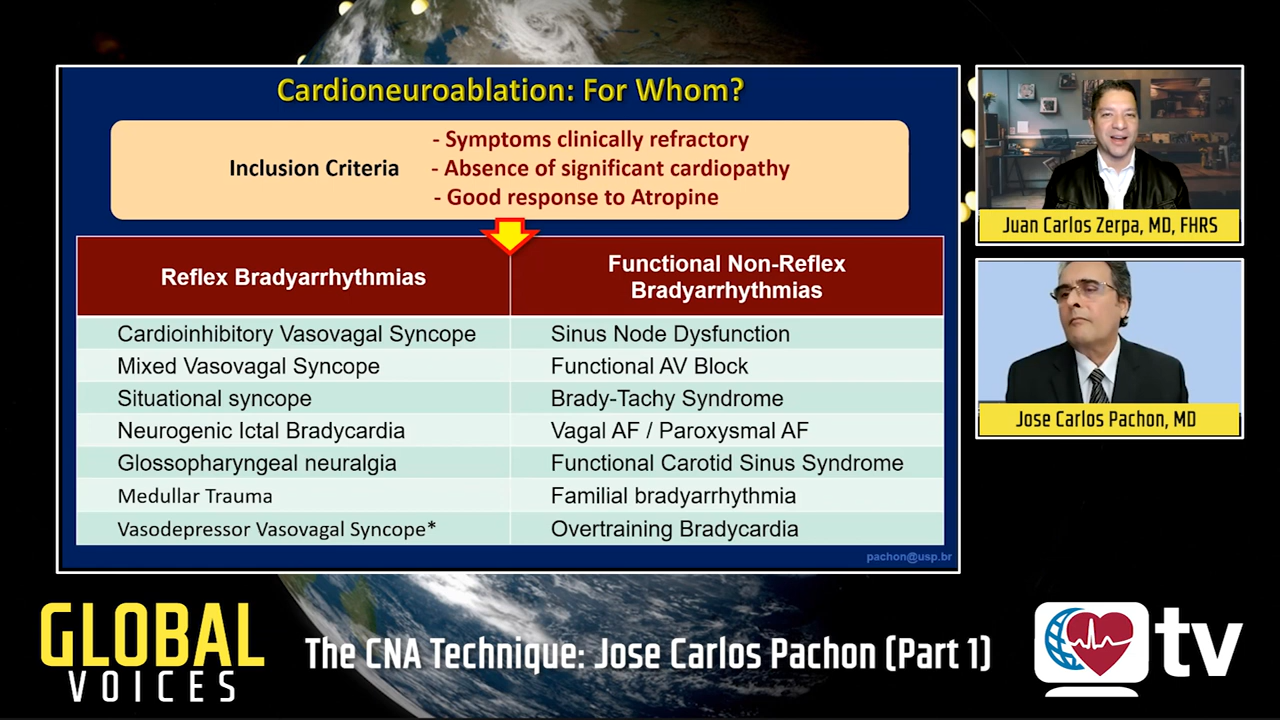 Cardioneuroablation: For Whom?
Inclusion Criteria
- Symptoms clinically refractory
- Absence of significant cardiopathy
- Good response to Atropine
Reflex Bradyarrhythmias
Functional Non-Reflex
Bradyarrhythmias
Cardioinhibitory Vasovagal Syncope
Sinus Node Dysfunction
Mixed Vasovagal Syncope
Functional AV Block
Situational syncope
Brady-Tachy Syndrome
Neurogenic Ictal Bradycardia
Vagal AF / Paroxysmal AF
Glossopharyngeal neuralgia
Functional Carotid Sinus Syndrome
Medullar Trauma
Familial bradyarrhythmia
Vasodepressor Vasovagal Syncope*
Overtraining Bradycardia
pachon@usp.br
Juan Carlos Zerpa, MD, FHRS
Jose Carlos Pachon, MD
GLOBAL
VOICES
The CNA Technique: Jose Carlos Pachon (Part 1)
tv